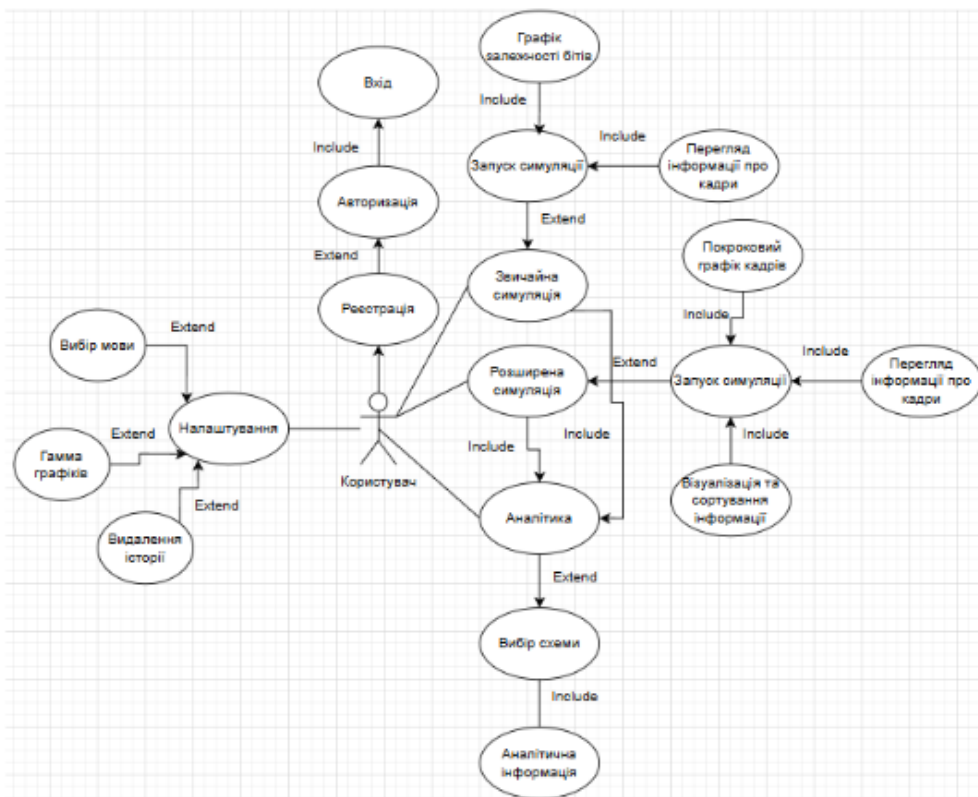 Графік
залежності бітів
Вхід
Include
Include
Include
Запуск симуляції
Перегляд
інформації про
кадри
Авторизація
Extend
Extend
Покроковий
графік кадрів
Звичайна
симуляція
Реєстрація
Include
Extend
Вибір мови
Extend
Include
Розширена
симуляція
Запуск симуляції
Перегляд
інформації про
кадри
Extend
Налаштування
Include
Include
Include
Гамма
графіків
Користувач
Візуалізація та
сортування
інформації
Extend
Аналітика
Видалення
історії
Extend
Вибір схеми
Include
Аналітична
інформація